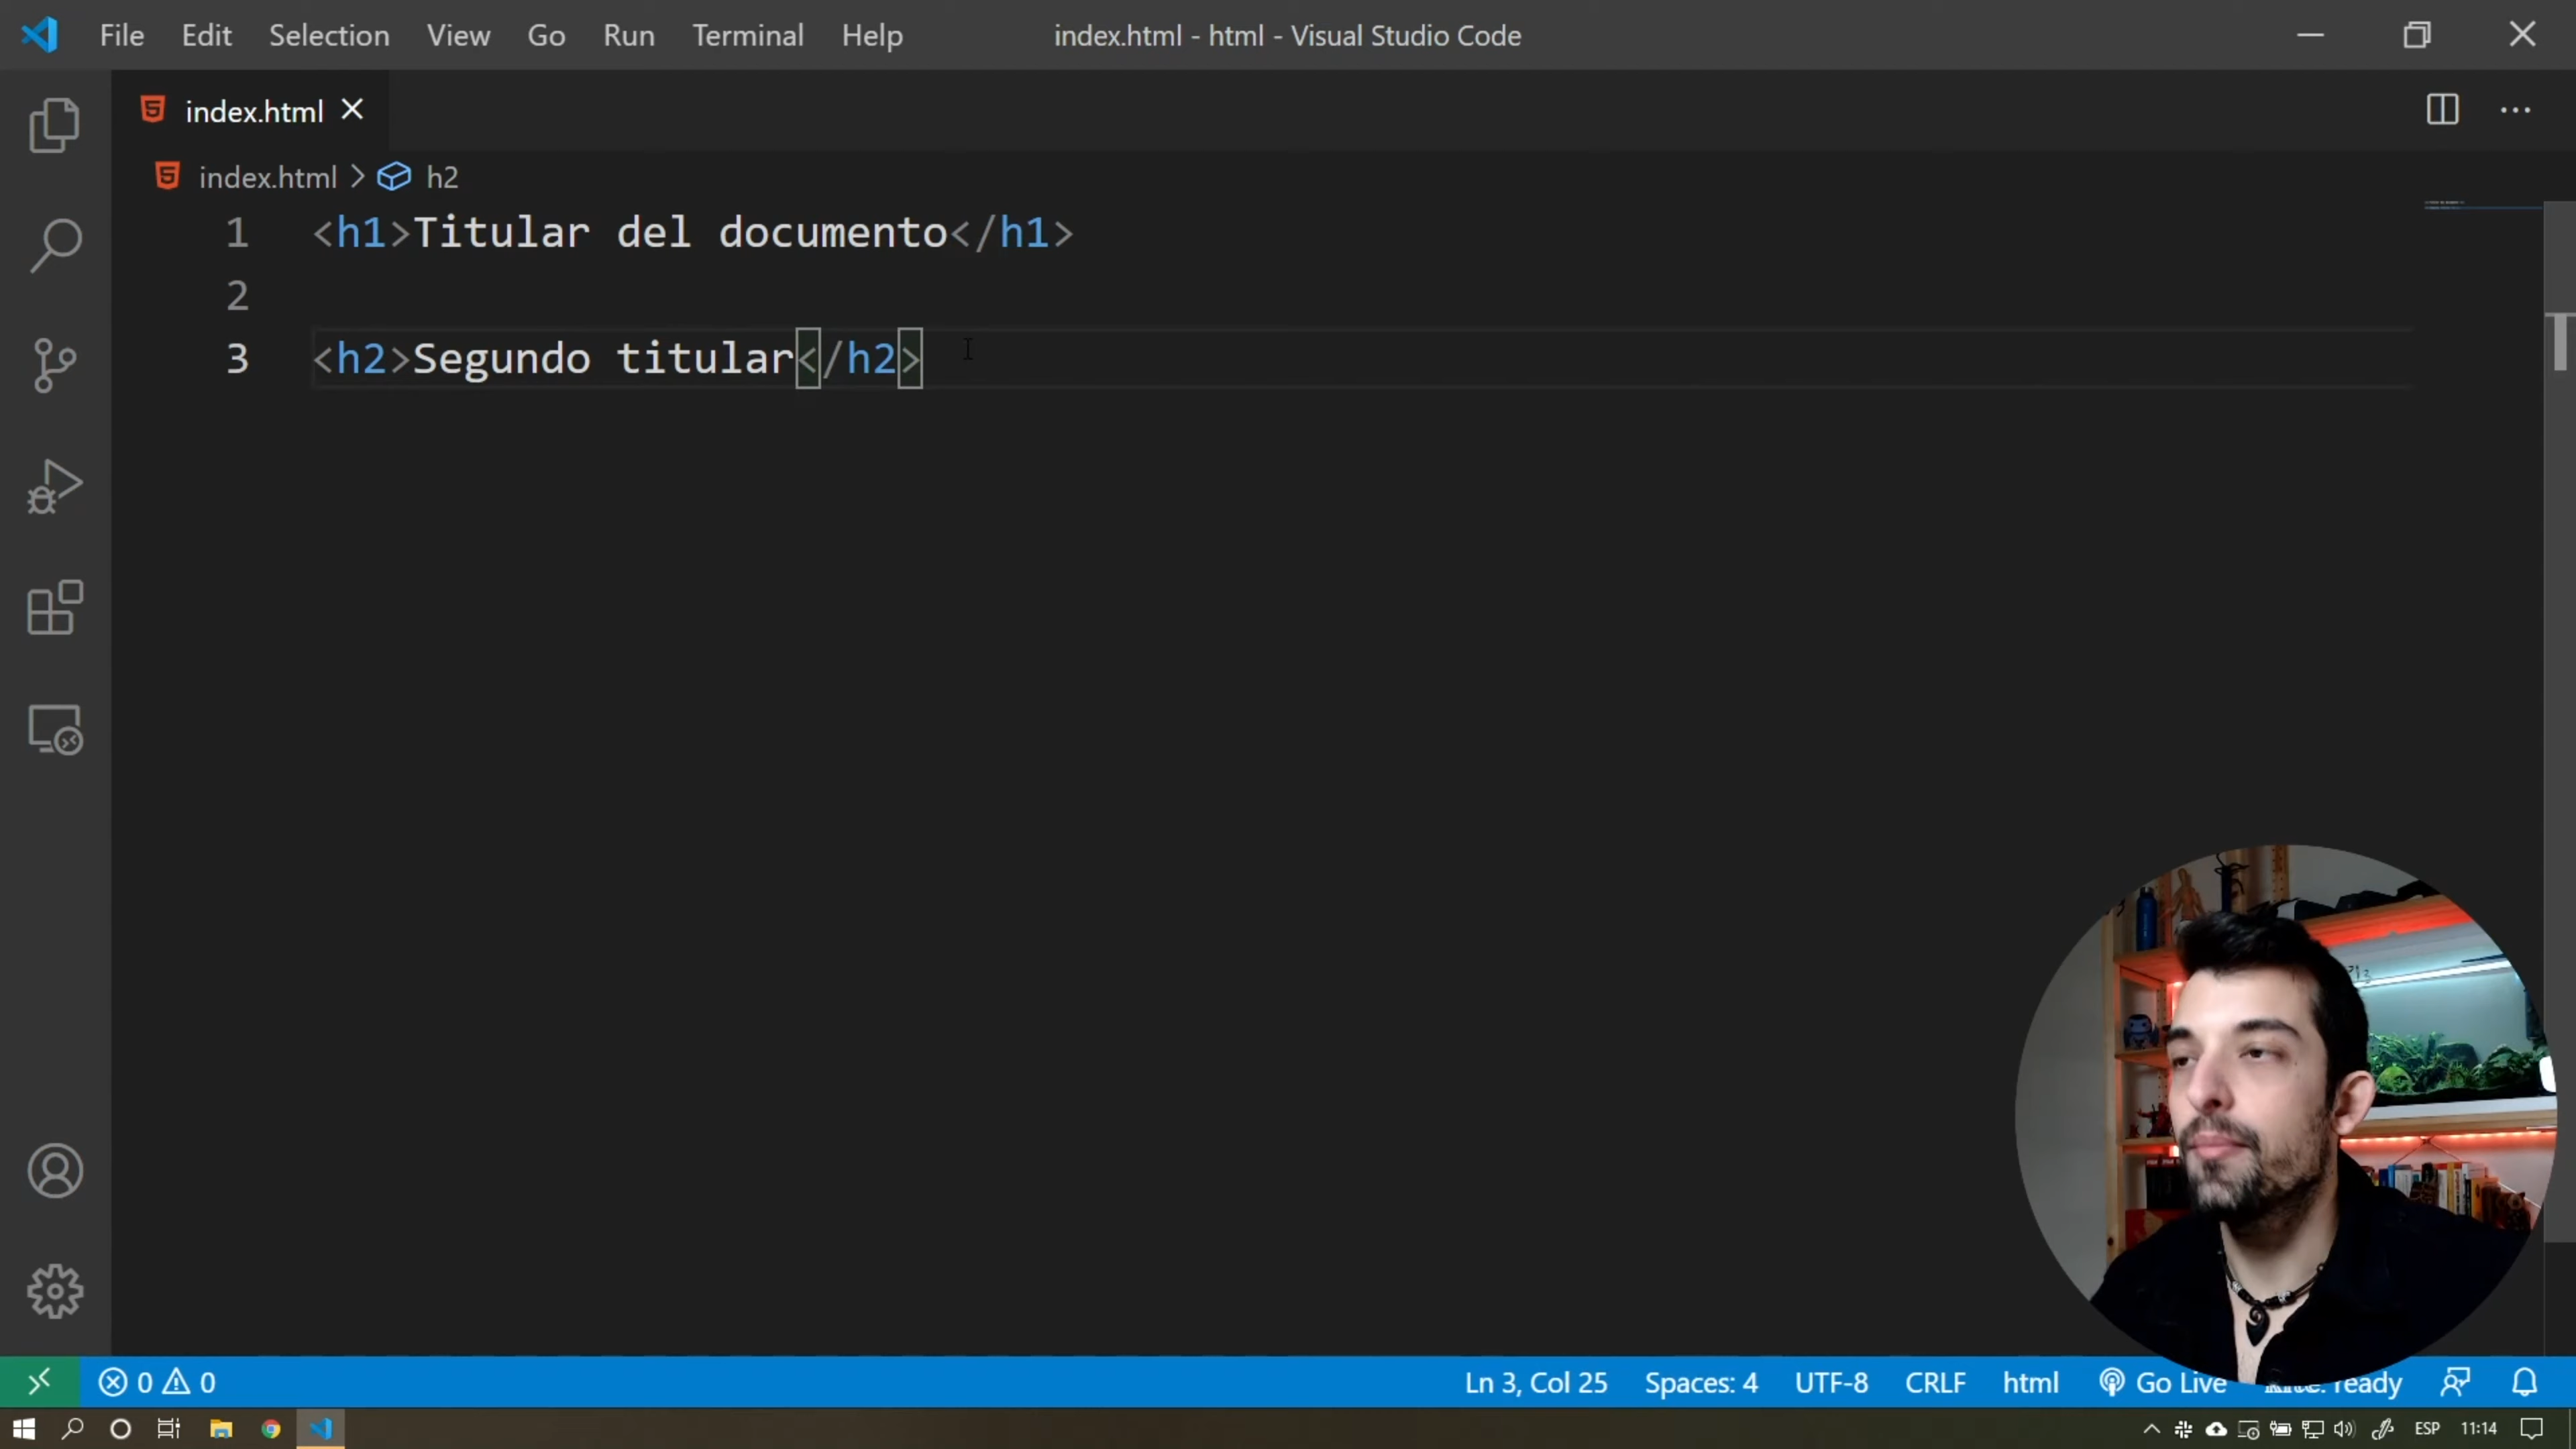 File Edit Selection View Go Run Terminal Help index.html - html - Visual Studio Code
index.html
index.html > h2
1 <h1>Titular del documento</h1>
2
3 <h2>Segundo titular</h2>
0 0 Ln 3, Col 25 Spaces: 4 UTF-8 CRLF html Go Live ready
ESP 11:14